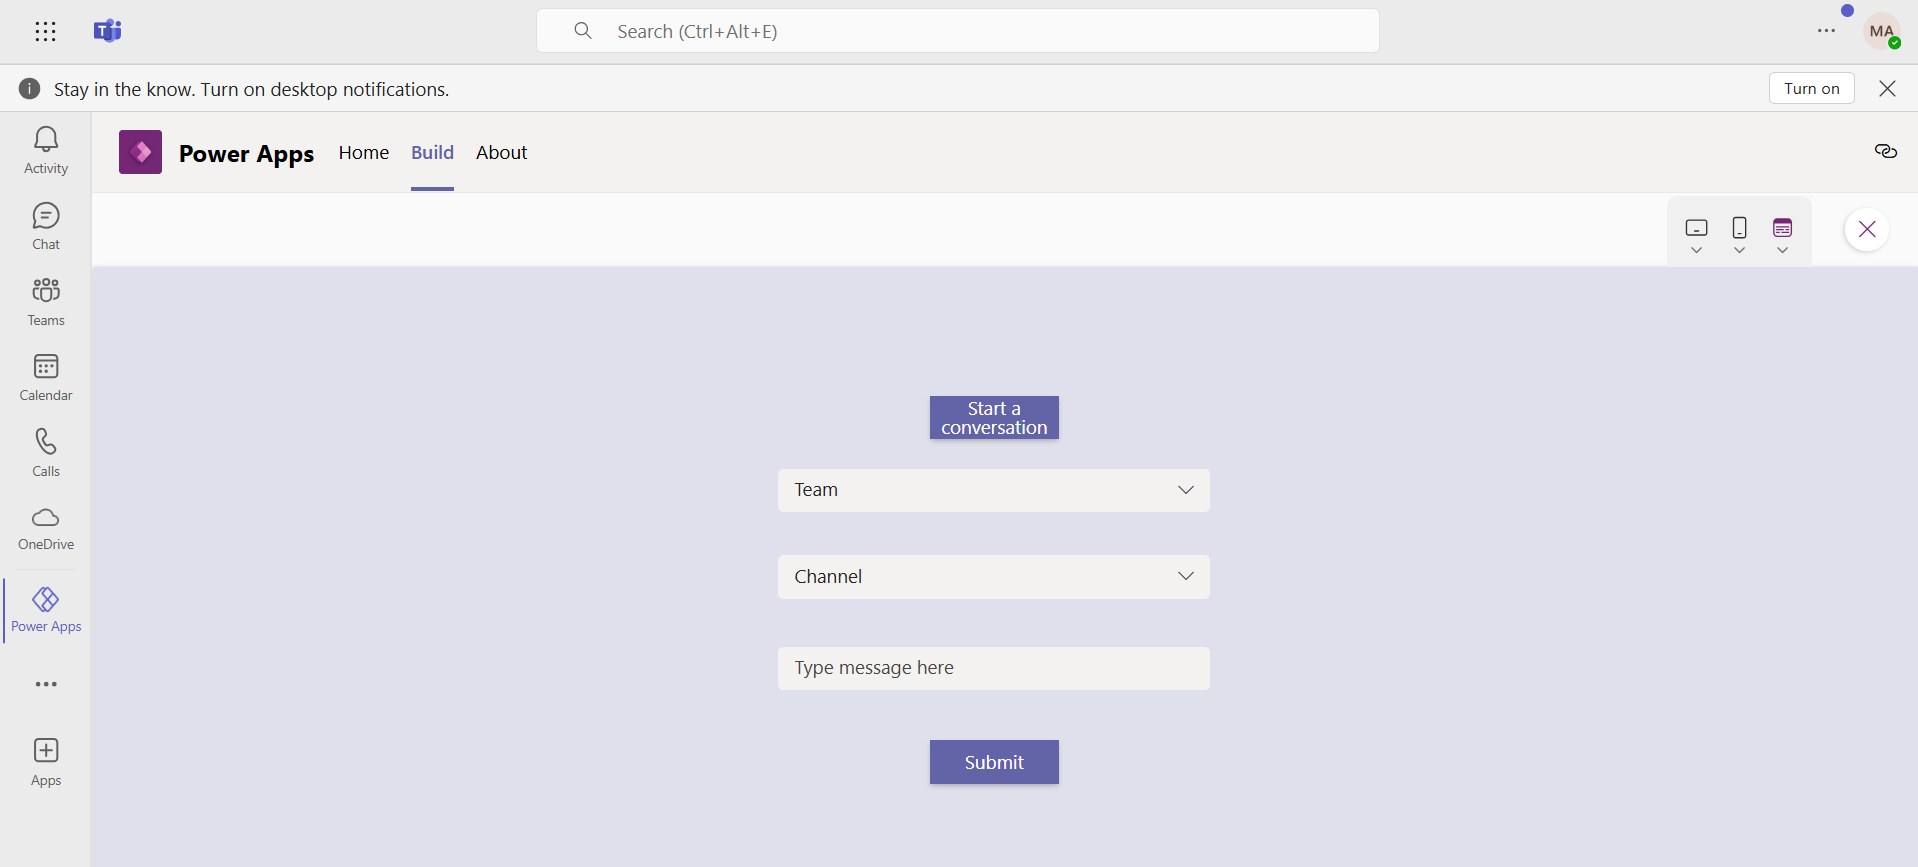 Search (Ctrl+Alt+E)
MA
Stay in the know. Turn on desktop notifications.
Turn on
Activity
Chat
Teams
Calendar
Calls
OneDrive
Power Apps
Apps
Power Apps
Home
Build
About
Start a
conversation
Team
Channel
Type message here
Submit